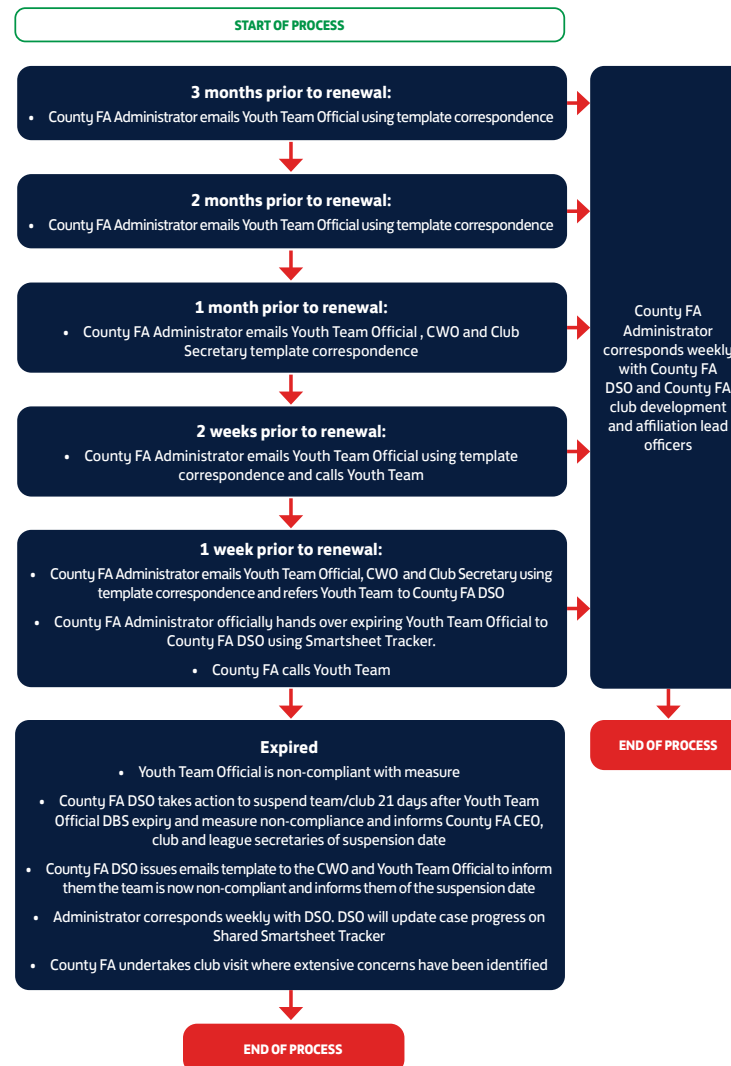 START OF PROCESS
3 months prior to renewal:
• County FA Administrator emails Youth Team Official using template correspondence
2 months prior to renewal:
• County FA Administrator emails Youth Team Official using template correspondence
1 month prior to renewal:
• County FA Administrator emails Youth Team Official , CWO and Club
Secretary template correspondence
2 weeks prior to renewal:
• County FA Administrator emails Youth Team Official using template
correspondence and calls Youth Team
1 week prior to renewal:
• County FA Administrator emails Youth Team Official, CWO and Club Secretary using
template correspondence and refers Youth Team to County FA DSO
• County FA Administrator officially hands over expiring Youth Team Official to
County FA DSO using Smartsheet Tracker.
• County FA calls Youth Team
County FA
Administrator
corresponds weekly
with County FA
DSO and County FA
club development
and affiliation lead
officers
END OF PROCESS
Expired
• Youth Team Official is non-compliant with measure
• County FA DSO takes action to suspend team/club 21 days after Youth Team
Official DBS expiry and measure non-compliance and informs County FA CEO,
club and league secretaries of suspension date
• County FA DSO issues emails template to the CWO and Youth Team Official to inform
them the team is now non-compliant and informs them of the suspension date
• Administrator corresponds weekly with DSO. DSO will update case progress on
Shared Smartsheet Tracker
• County FA undertakes club visit where extensive concerns have been identified
END OF PROCESS